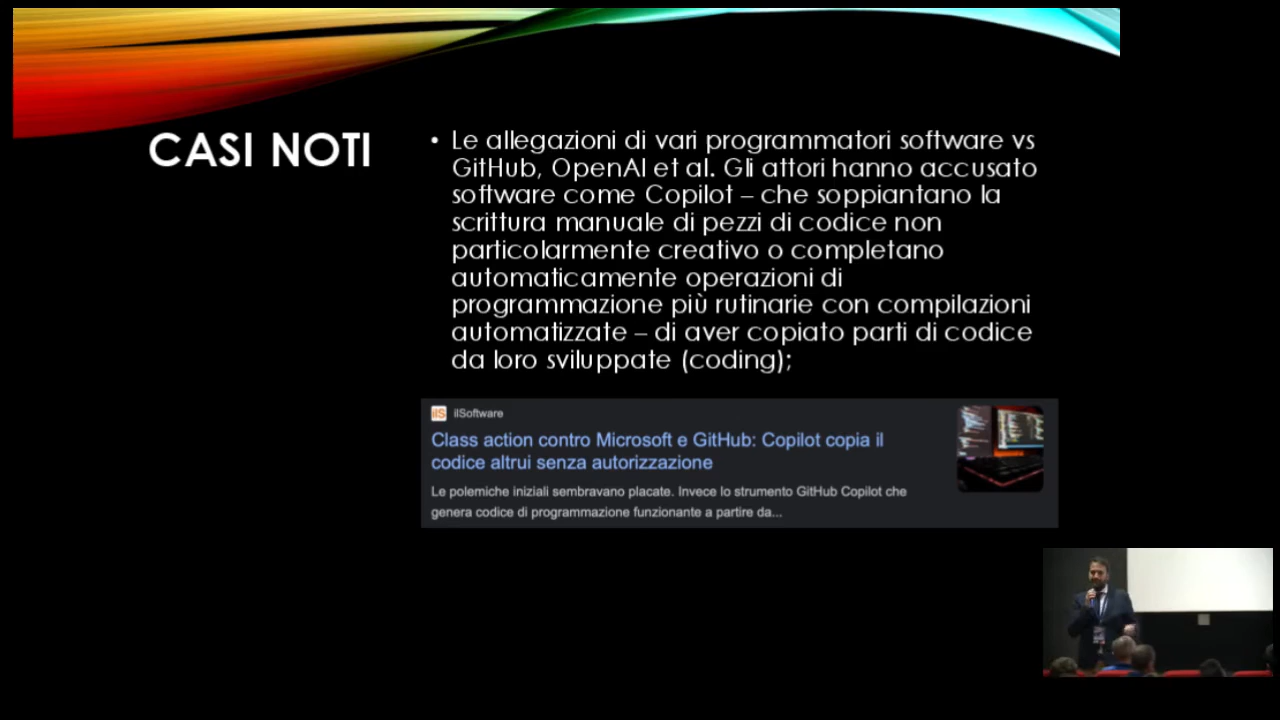 CASI NOTI
• Le allegazioni di vari programmatori software vs
GitHub, OpenAI et al. Gli attori hanno accusato
software come Copilot – che soppiantano la
scrittura manuale di pezzi di codice non
particolarmente creativo o completano
automaticamente operazioni di
programmazione più rutinarie con compilazioni
automatizzate – di aver copiato parti di codice
da loro sviluppate (coding);
ilS ilSoftware
Class action contro Microsoft e GitHub: Copilot copia il
codice altrui senza autorizzazione
Le polemiche iniziali sembravano placate. Invece lo strumento GitHub Copilot che
genera codice di programmazione funzionante a partire da...